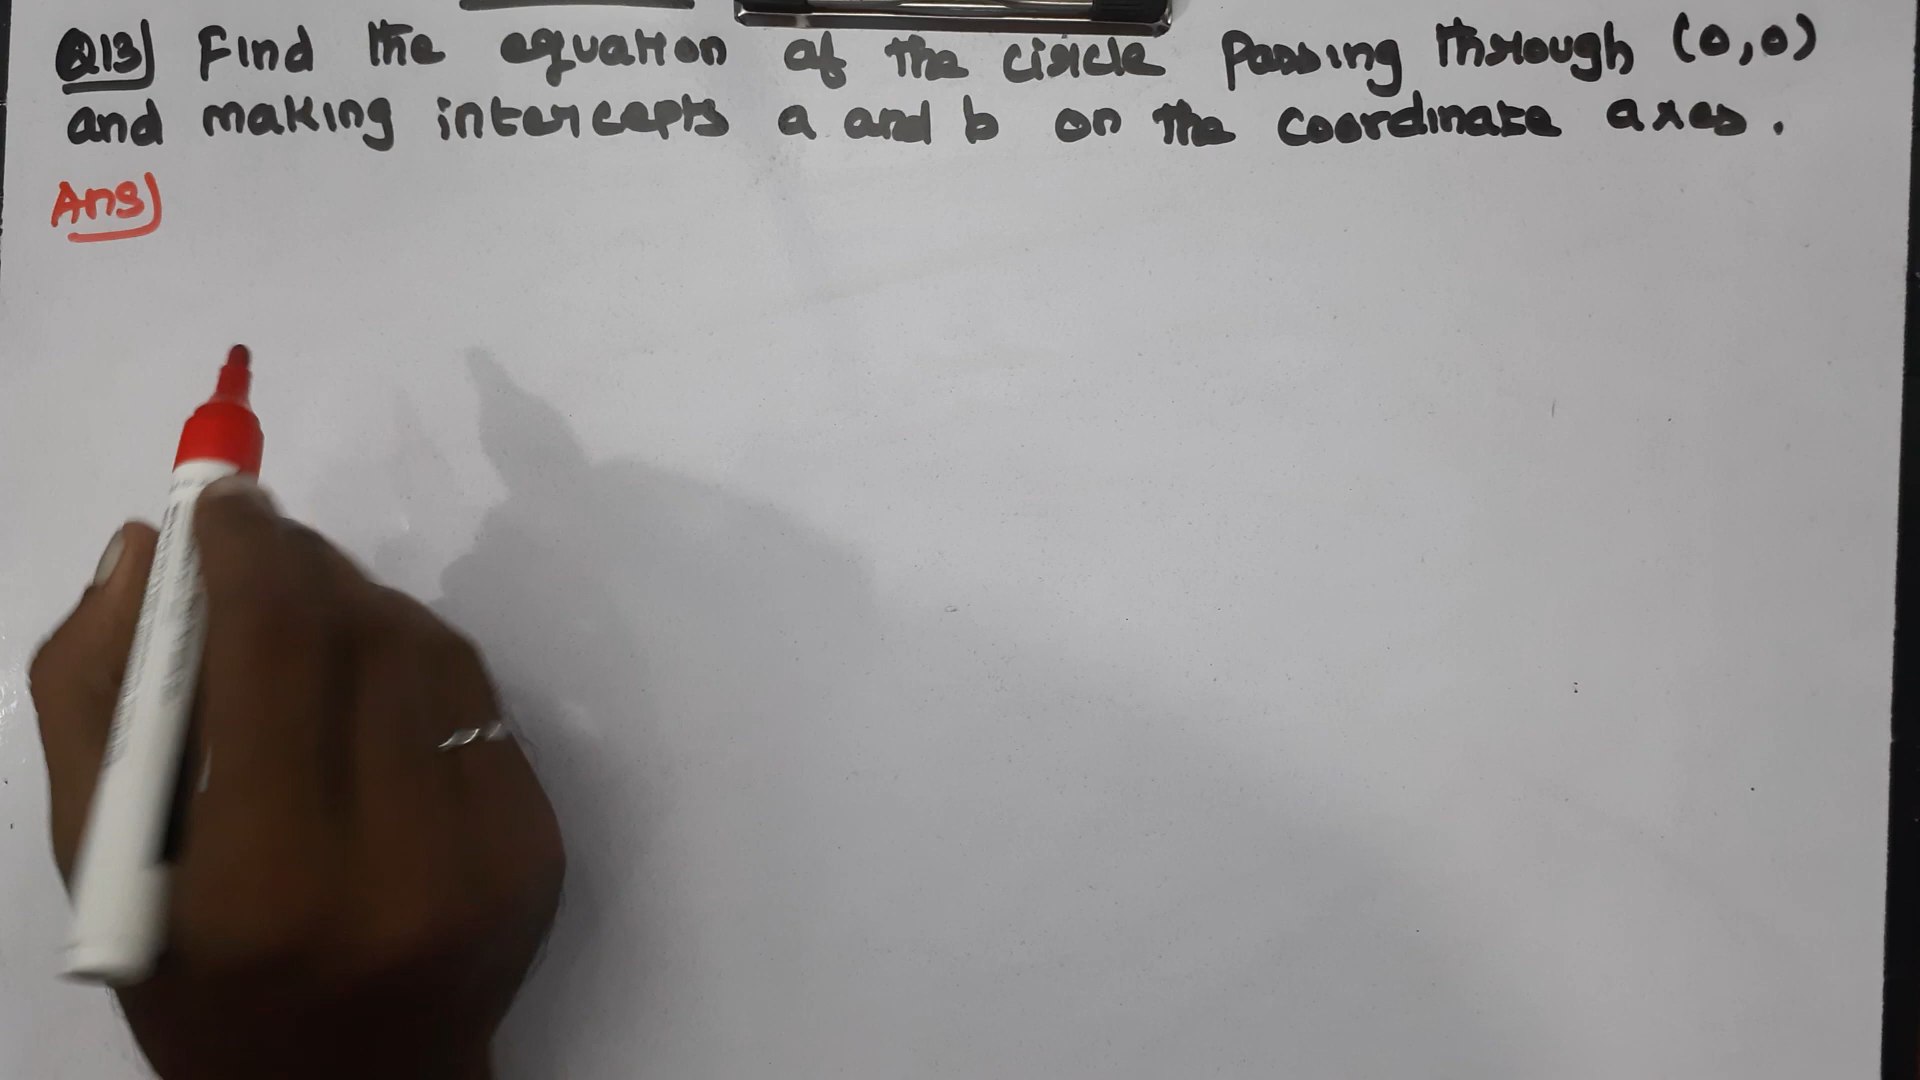 Q13) Find the equation of the circle passing through (0,0)
and making intercepts a and b on the coordinate axes.
Ans)